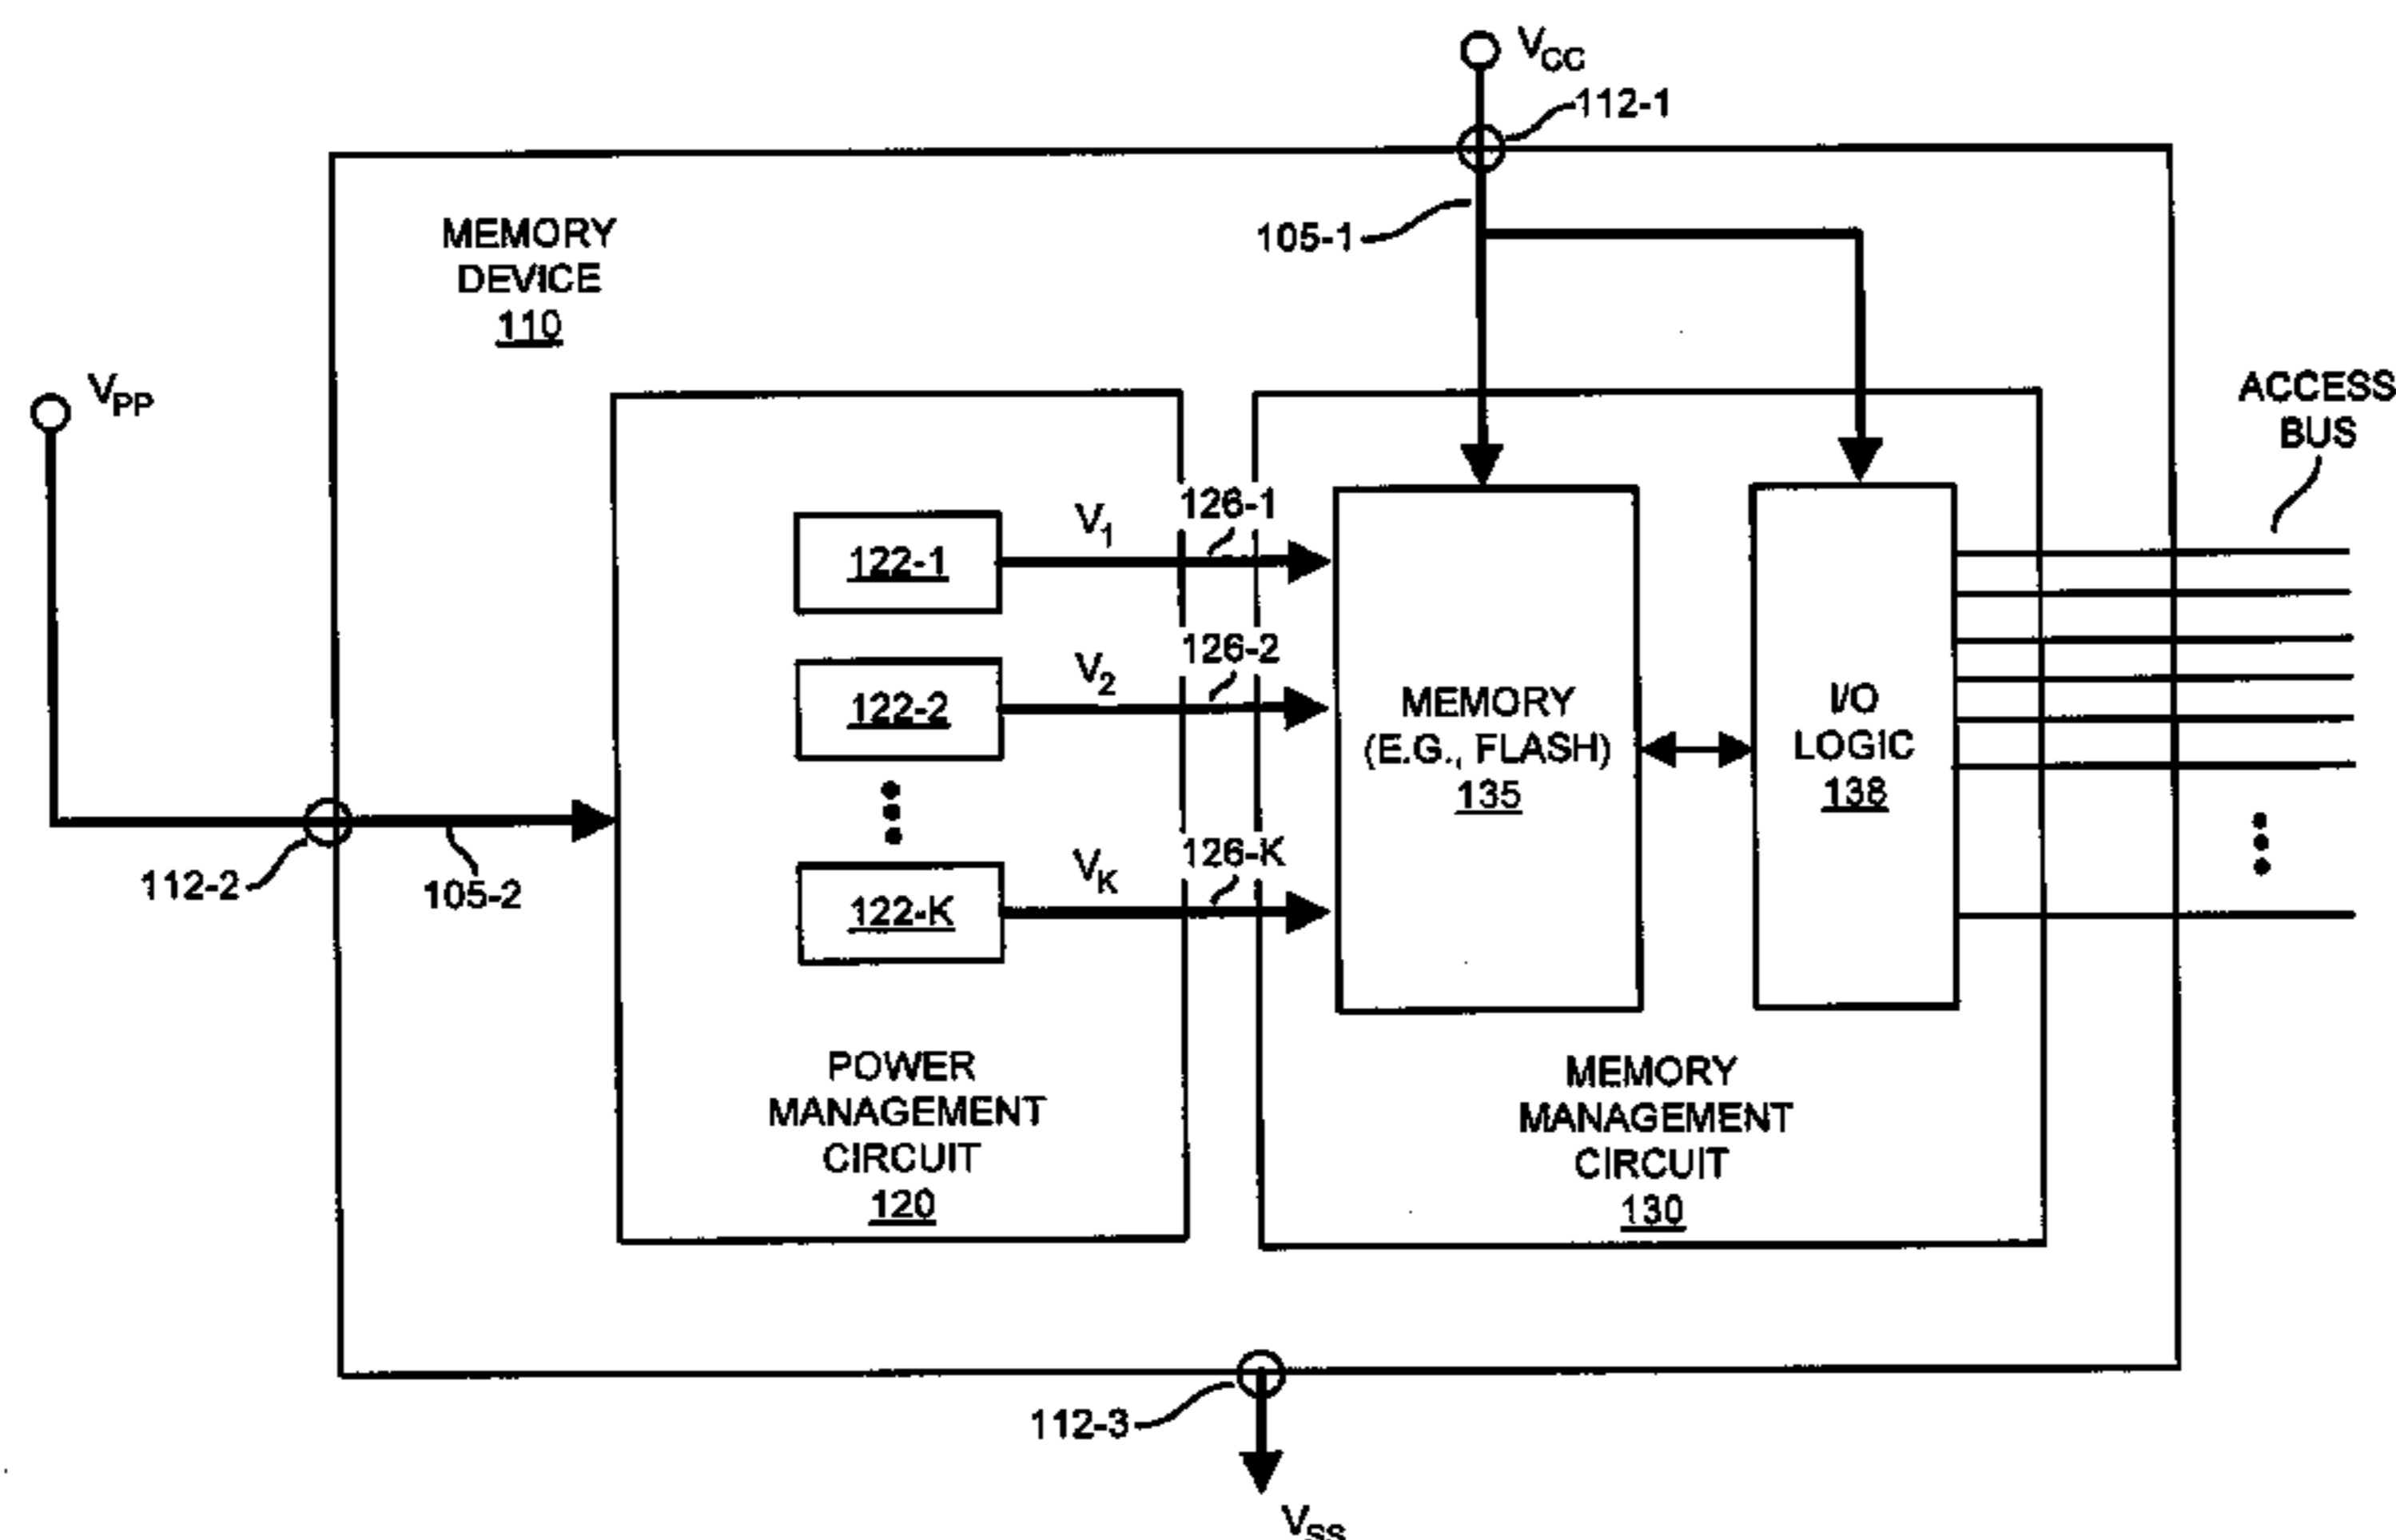 VCC
112-1
MEMORY
DEVICE
110
105-1
VPP
ACCESS
BUS
V1
126-1
122-1
V2
126-2
122-2
MEMORY
(E.G., FLASH)
135
I/O
LOGIC
138
VK
126-K
122-K
112-2
105-2
POWER
MANAGEMENT
CIRCUIT
120
MEMORY
MANAGEMENT
CIRCUIT
130
112-3
VSS